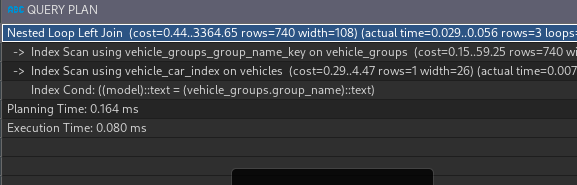 QUERY PLAN
Nested Loop Left Join (cost=0.44..3364.65 rows=740 width=108) (actual time=0.029..0.056 rows=3 loops=
-> Index Scan using vehicle_groups_group_name_key on vehicle_groups (cost=0.15..59.25 rows=740 wi
-> Index Scan using vehicle_car_index on vehicles (cost=0.29..4.47 rows=1 width=26) (actual time=0.007
Index Cond: ((model)::text = (vehicle_groups.group_name)::text)
Planning Time: 0.164 ms
Execution Time: 0.080 ms